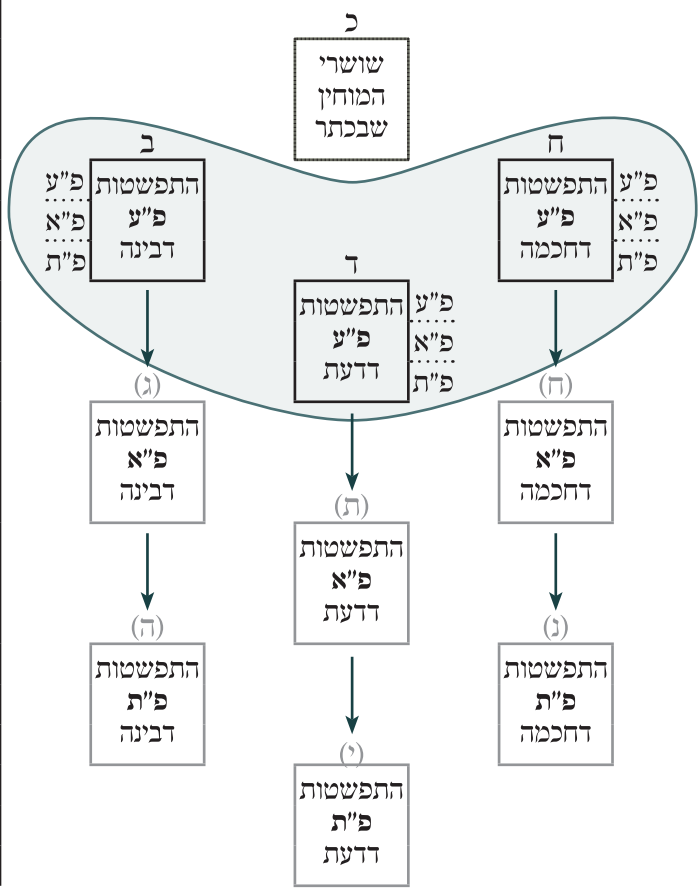 כ
שושרי
המוחין
שבכתר
ח
התפשטות
פ״ע
דחכמה
פ״ע
פ״א
פ״ת
ב
התפשטות
פ״ע
דבינה
פ״ע
פ״א
פ״ת
ד
התפשטות
פ״ע
דדעת
פ״ע
פ״א
פ״ת
(ח)
התפשטות
פ״א
דחכמה
(ג)
התפשטות
פ״א
דבינה
(ת)
התפשטות
פ״א
דדעת
(נ)
התפשטות
פ״ת
דחכמה
(ה)
התפשטות
פ״ת
דבינה
(י)
התפשטות
פ״ת
דדעת